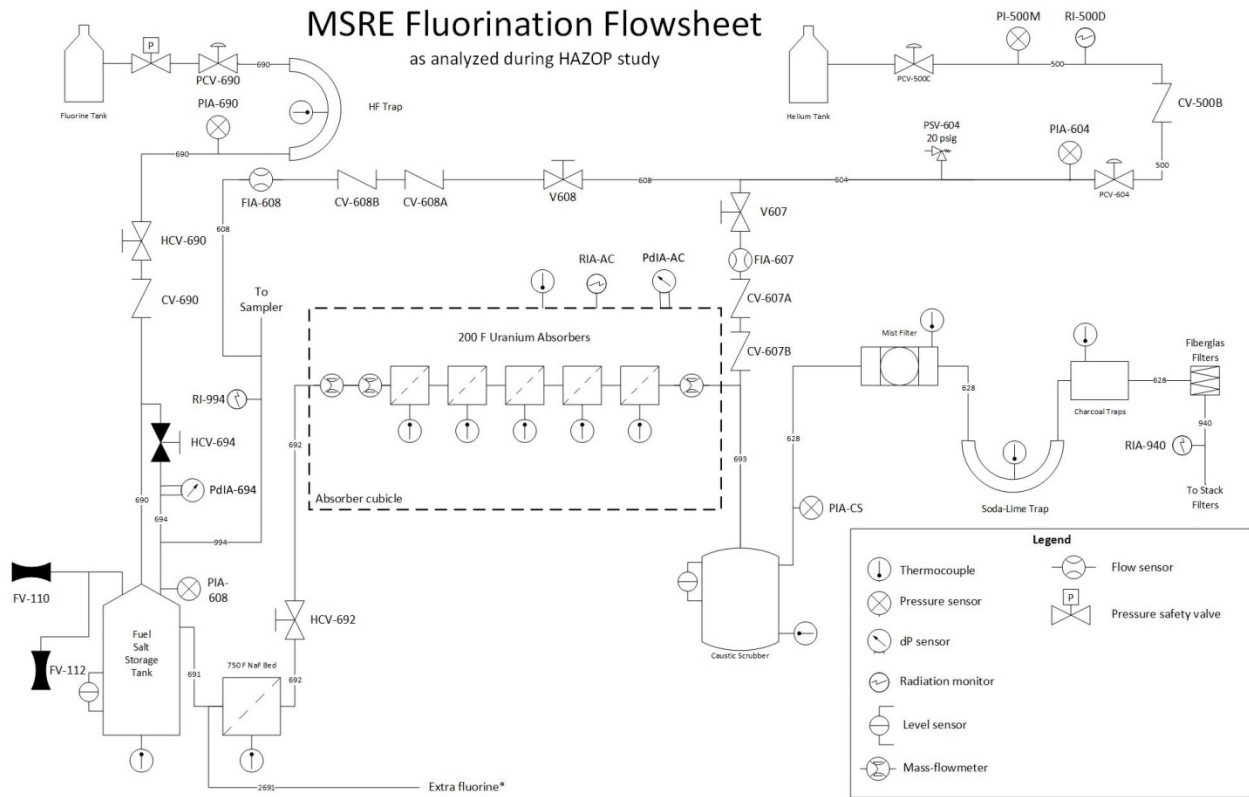 MSRE Fluorination Flowsheet
as analyzed during HAZOP study
P
PCV-690
690
Fluorine Tank
PIA-690
HF Trap
690
PI-500M
RI-500D
500
PCV-500C
Helium Tank
CV-500B
PSV-604
20 psig
PIA-604
500
PCV-604
604
608
V608
CV-608A
CV-608B
FIA-608
608
V607
FIA-607
CV-607A
CV-607B
HCV-690
CV-690
To
Sampler
RI-994
HCV-694
PdIA-694
690
694
994
PIA-
608
FV-110
FV-112
Fuel
Salt
Storage
Tank
691
750 F NaF Bed
692
HCV-692
692
2691
Extra fluorine*
RIA-AC
PdIA-AC
200 F Uranium Absorbers
Absorber cubicle
693
Caustic Scrubber
PIA-CS
628
Mist Filter
628
Soda-Lime Trap
Charcoal Traps
628
Fiberglas
Filters
940
RIA-940
To Stack
Filters
Legend
Thermocouple
Pressure sensor
dP sensor
Radiation monitor
Level sensor
Mass-flowmeter
Flow sensor
P
Pressure safety valve